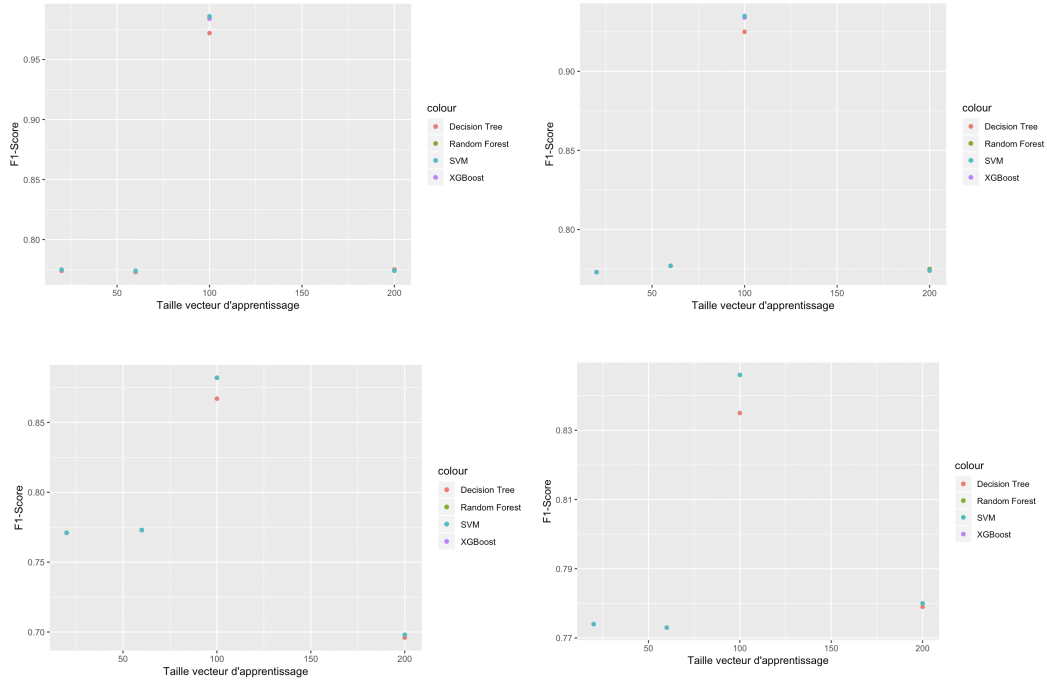 0.95
0.90
0.85
0.80
F1-Score
50
100
150
200
Taille vecteur d'apprentissage
colour
Decision Tree
Random Forest
SVM
XGBoost
0.90
0.85
0.80
F1-Score
50
100
150
200
Taille vecteur d'apprentissage
colour
Decision Tree
Random Forest
SVM
XGBoost
0.85
0.80
0.75
0.70
F1-Score
50
100
150
200
Taille vecteur d'apprentissage
colour
Decision Tree
Random Forest
SVM
XGBoost
0.83
0.81
0.79
0.77
F1-Score
50
100
150
200
Taille vecteur d'apprentissage
colour
Decision Tree
Random Forest
SVM
XGBoost